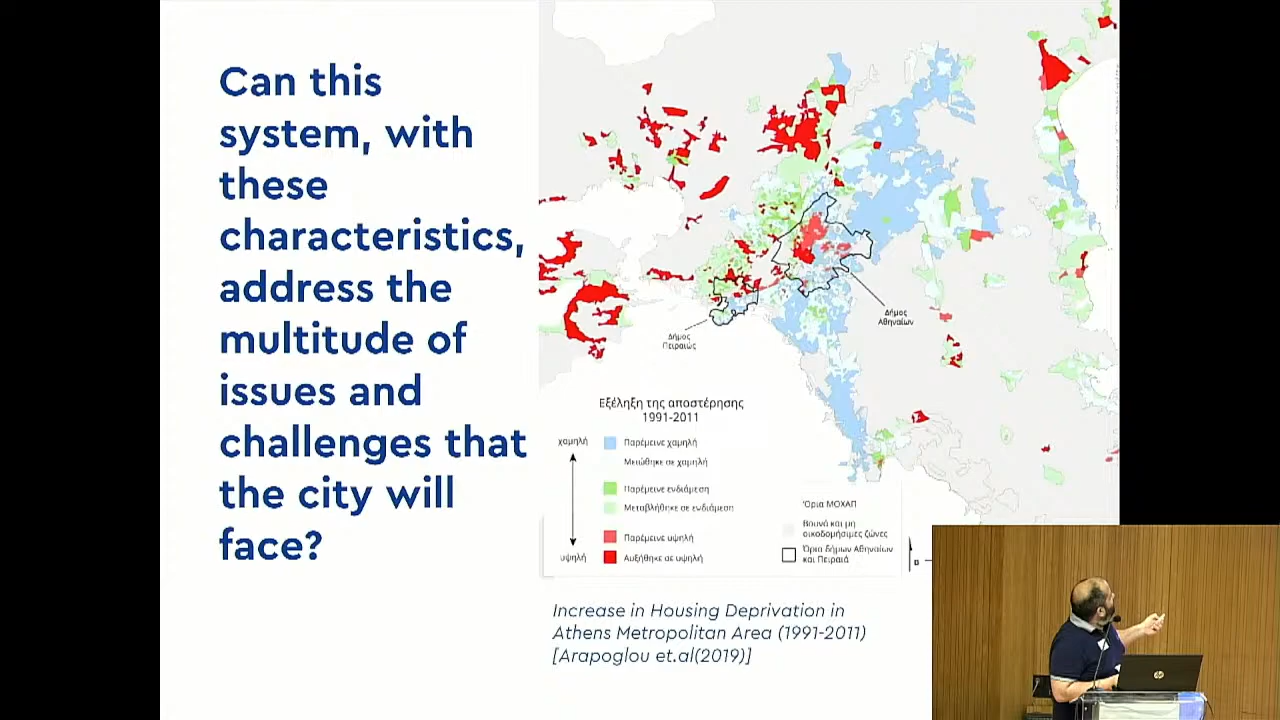 Can this
system, with
these
characteristics,
address the
multitude of
issues and
challenges that
the city will
face?
Δήμος
Αθηναίων
Δήμος
Πειραιώς
Εξέλιξη της αποστέρησης
1991-2011
χαμηλή
υψηλή
Παρέμεινε χαμηλή
Μειώθηκε σε χαμηλή
Παρέμεινε ενδιάμεση
Μεταβλήθηκε σε ενδιάμεση
Παρέμεινε υψηλή
Αυξήθηκε σε υψηλή
Όρια ΜΟΧΑΠ
Βουνά και μη
οικοδομήσιμες ζώνες
Όρια δήμων Αθηναίων
και Πειραιά
Increase in Housing Deprivation in
Athens Metropolitan Area (1991-2011)
[Arapoglou et.al(2019)]
hp